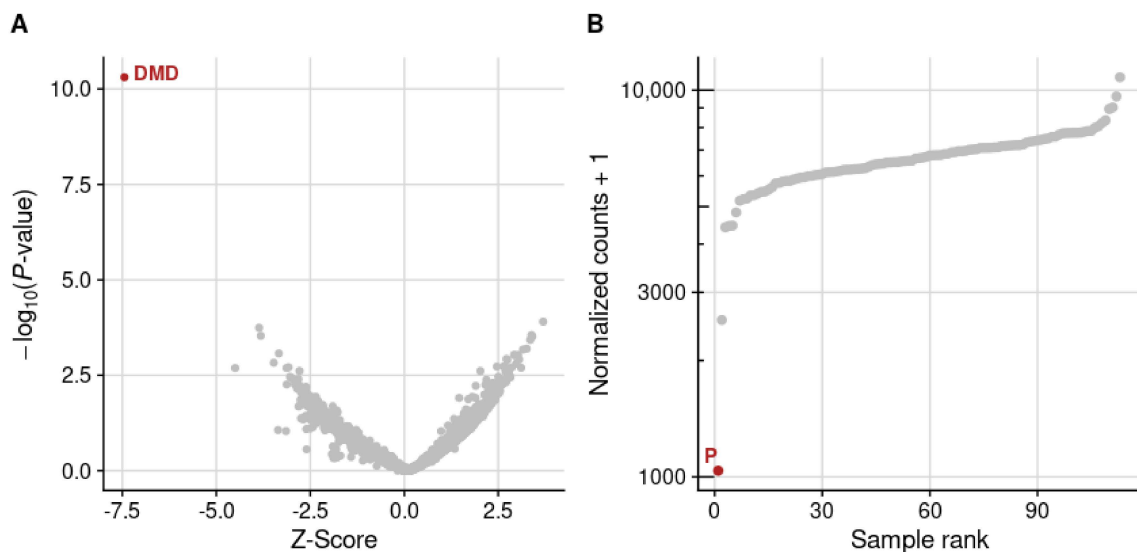 A
DMD
10.0
7.5
5.0
2.5
0.0
−log10(P-value)
-7.5 -5.0 -2.5 0.0 2.5
Z-Score
B
10,000
3000
1000
Normalized counts + 1
P
0 30 60 90
Sample rank